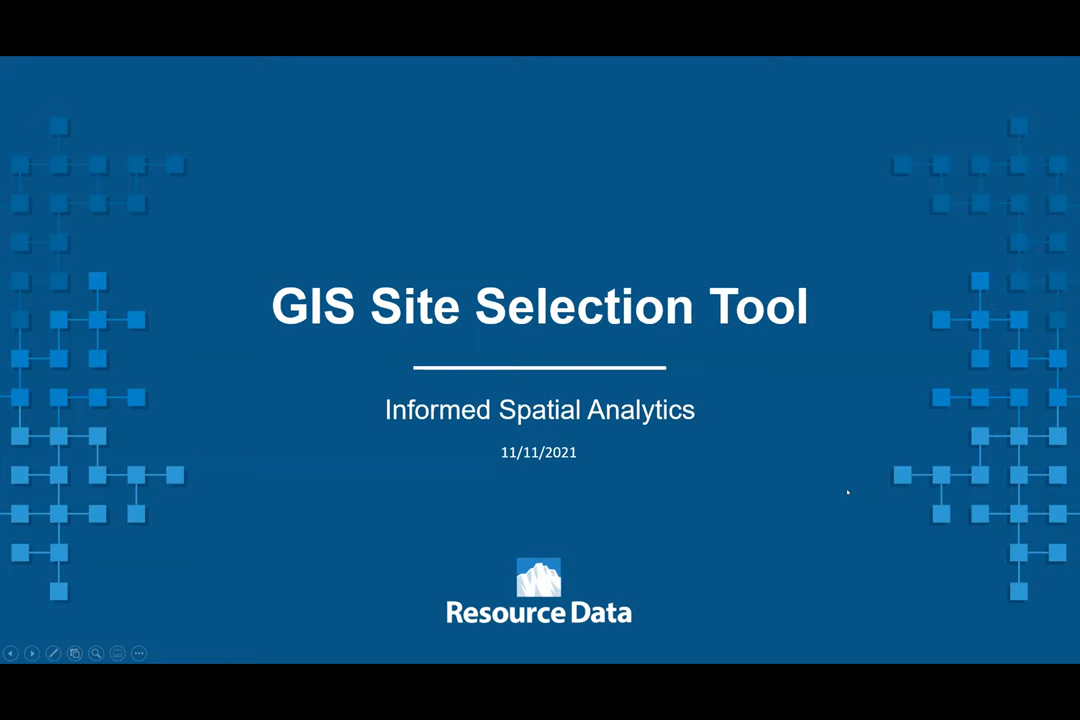 GIS Site Selection Tool
Informed Spatial Analytics
11/11/2021
Resource Data